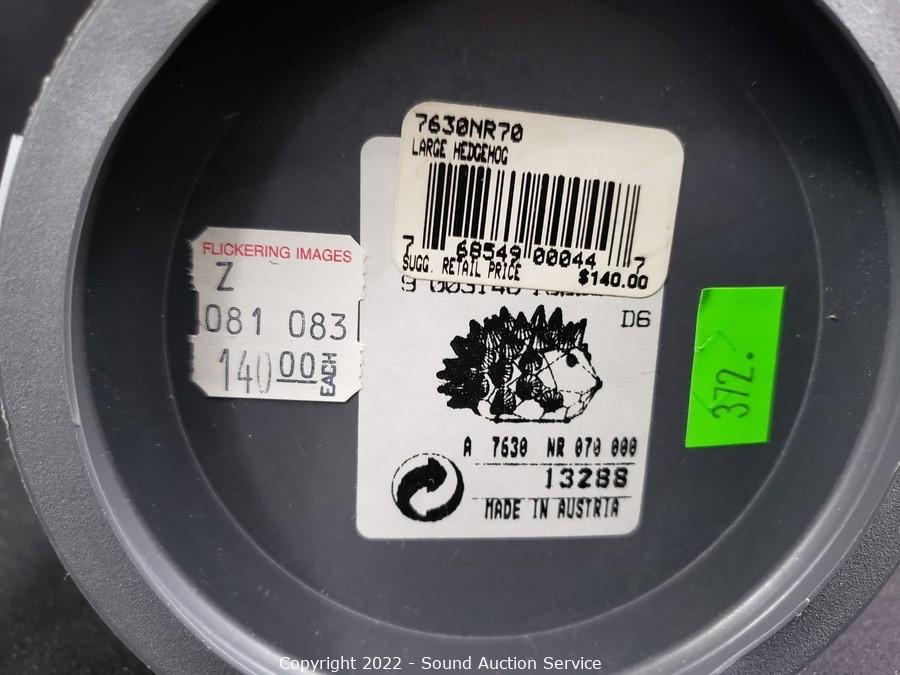 7630NR70
LARGE HEDGEHOG
7 68549 00044 7
SUGG. RETAIL PRICE
$140.00
FLICKERING IMAGES
Z
081 083
140 00 EACH
D6
372.
A 7630 NR 070 000
13288
MADE IN AUSTRIA
Copyright 2022 - Sound Auction Service